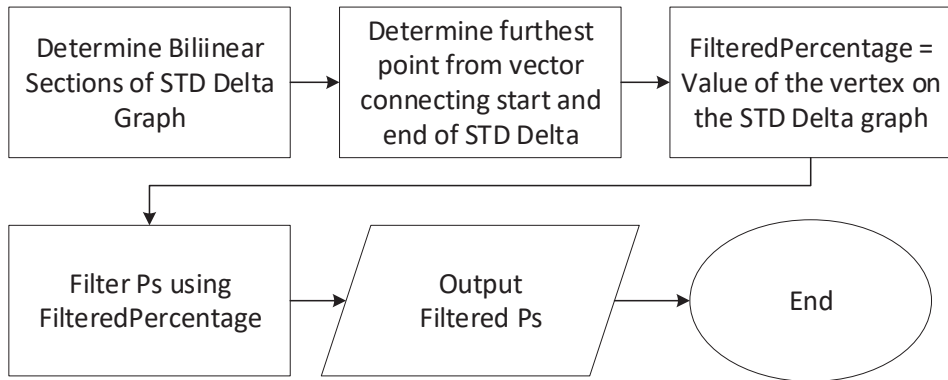 Determine Biliinear
Sections of STD Delta
Graph
Determine furthest
point from vector
connecting start and
end of STD Delta
FilteredPercentage =
Value of the vertex on
the STD Delta graph
Filter Ps using
FilteredPercentage
Output
Filtered Ps
End